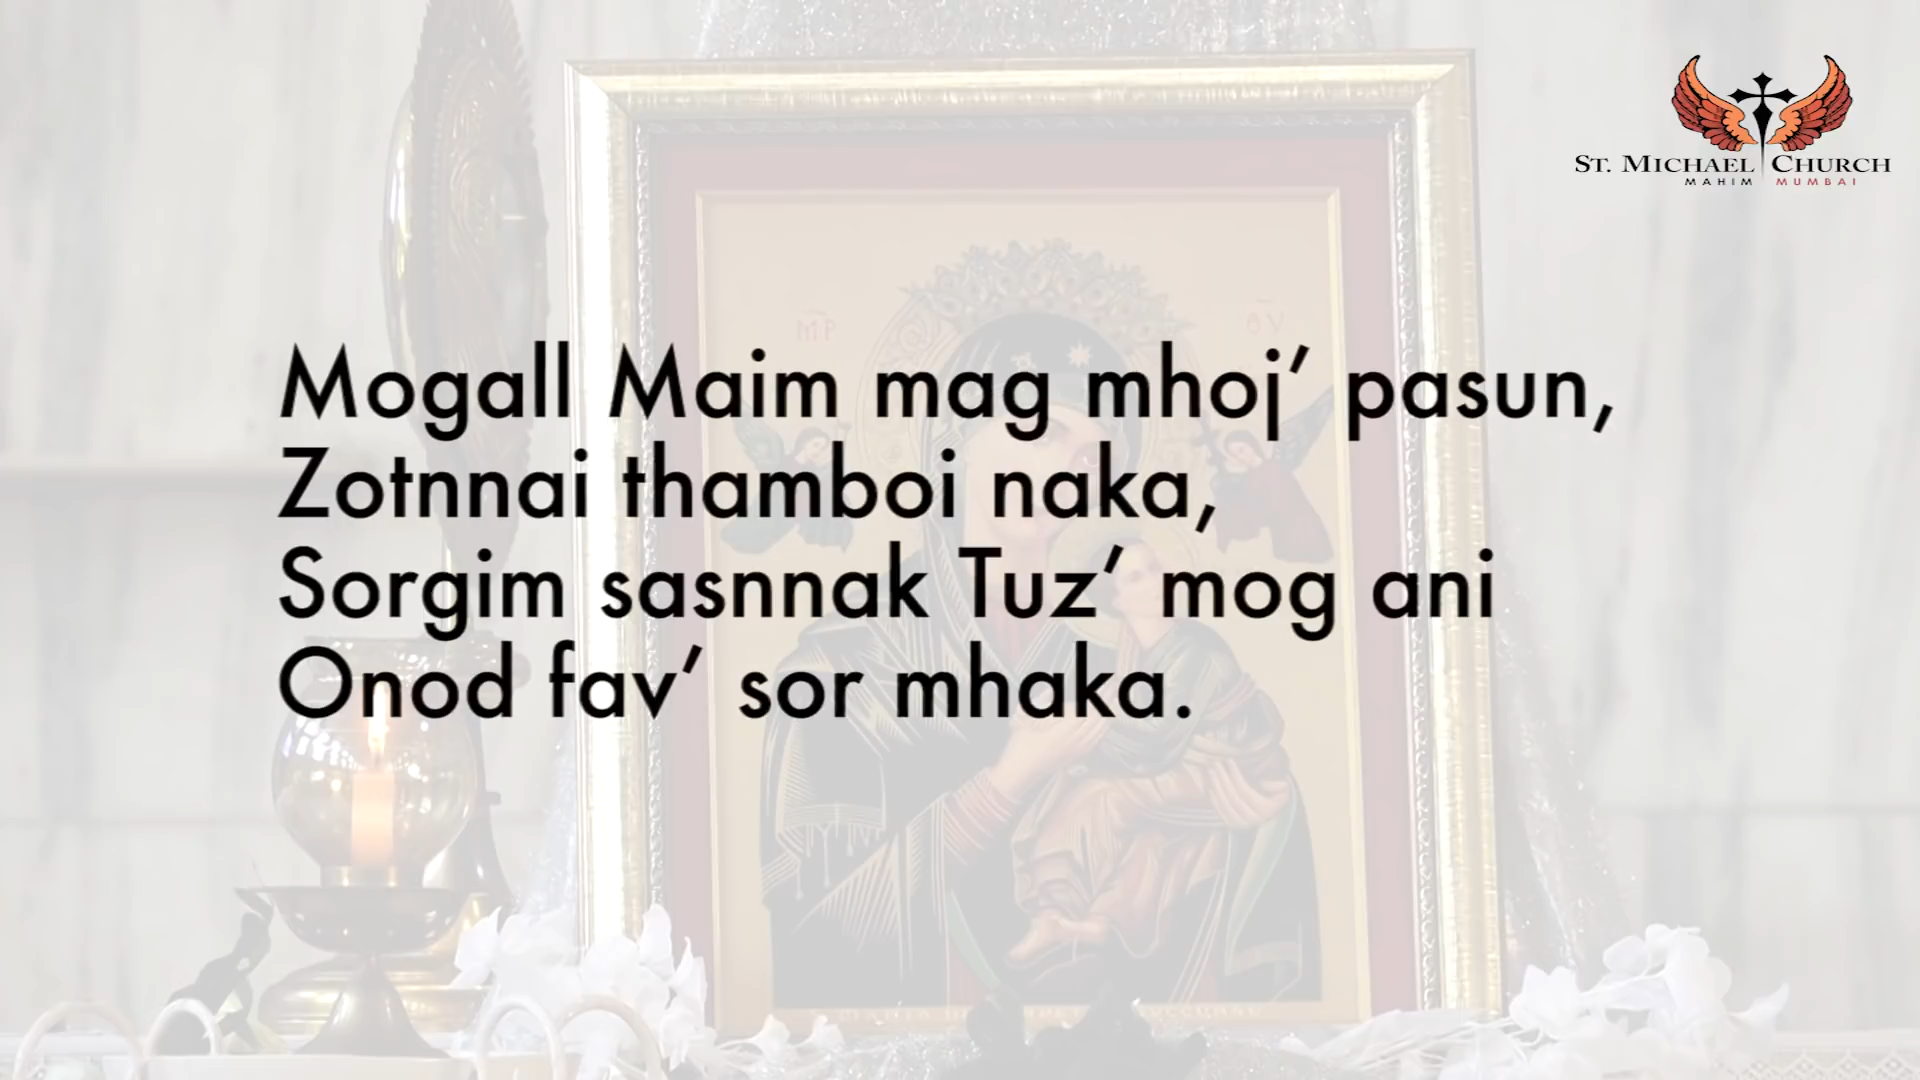 St. Michael Church
MAHIM MUMBAI
Mogall Maim mag mhoj’ pasun,
Zotnnai thamboi naka,
Sorgim sasnnak Tuz’ mog ani
Onod fav’ sor mhaka.